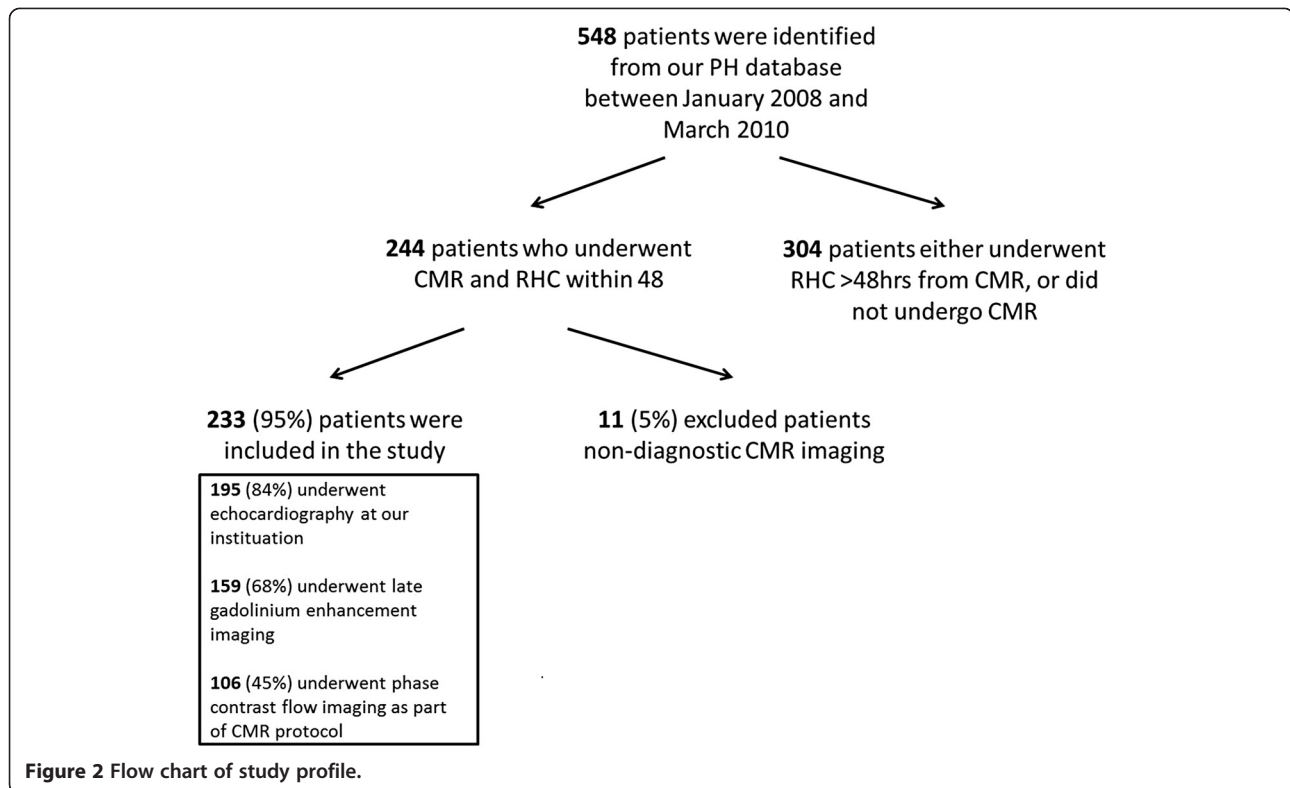 548 patients were identified
from our PH database
between January 2008 and
March 2010
244 patients who underwent
CMR and RHC within 48
304 patients either underwent
RHC >48hrs from CMR, or did
not undergo CMR
233 (95%) patients were
included in the study
11 (5%) excluded patients
non-diagnostic CMR imaging
195 (84%) underwent
echocardiography at our
instituation
159 (68%) underwent late
gadolinium enhancement
imaging
106 (45%) underwent phase
contrast flow imaging as part
of CMR protocol
Figure 2 Flow chart of study profile.